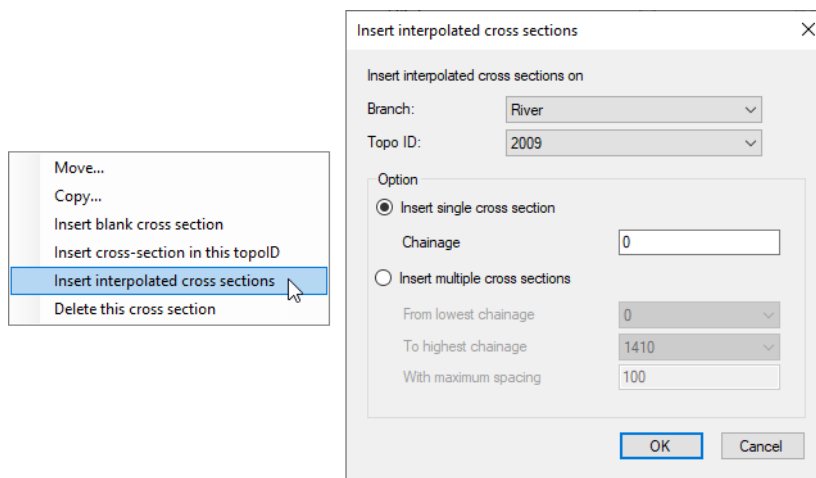 Move...
Copy...
Insert blank cross section
Insert cross-section in this topoID
Insert interpolated cross sections
Delete this cross section
Insert interpolated cross sections
Insert interpolated cross sections on
Branch: River
Topo ID: 2009
Option
Insert single cross section
Chainage 0
Insert multiple cross sections
From lowest chainage 0
To highest chainage 1410
With maximum spacing 100
OK Cancel